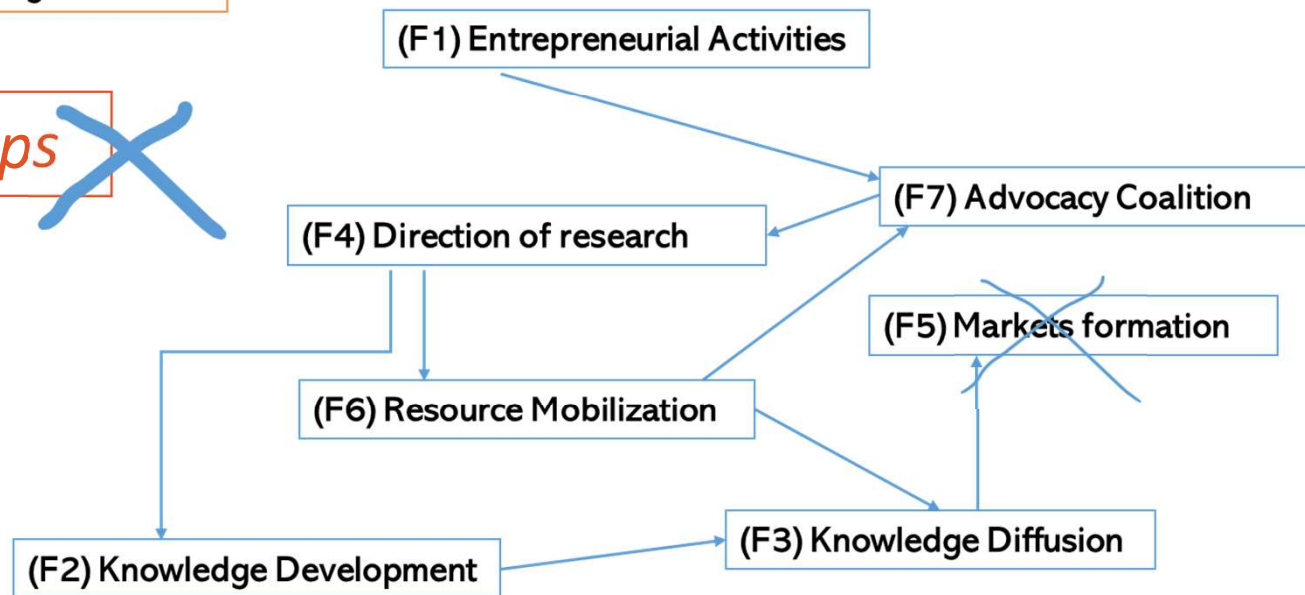 (F1) Entrepreneurial Activities
ps
(F7) Advocacy Coalition
(F4) Direction of research
(F5) Markets formation
(F6) Resource Mobilization
(F3) Knowledge Diffusion
(F2) Knowledge Development